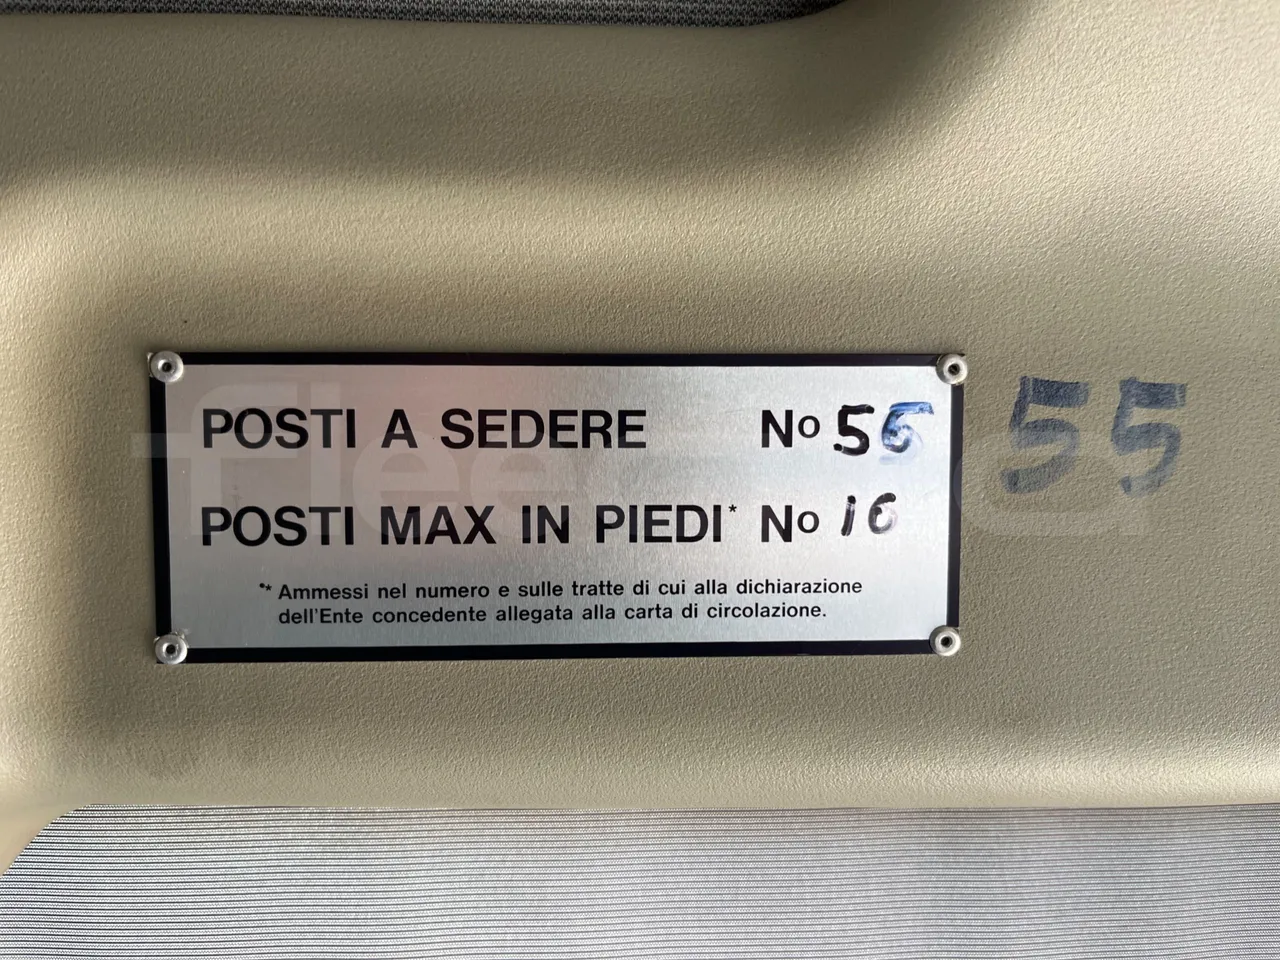 POSTI A SEDERE No 55 55
POSTI MAX IN PIEDI* No 16
** Ammessi nel numero e sulle tratte di cui alla dichiarazione
dell'Ente concedente allegata alla carta di circolazione.